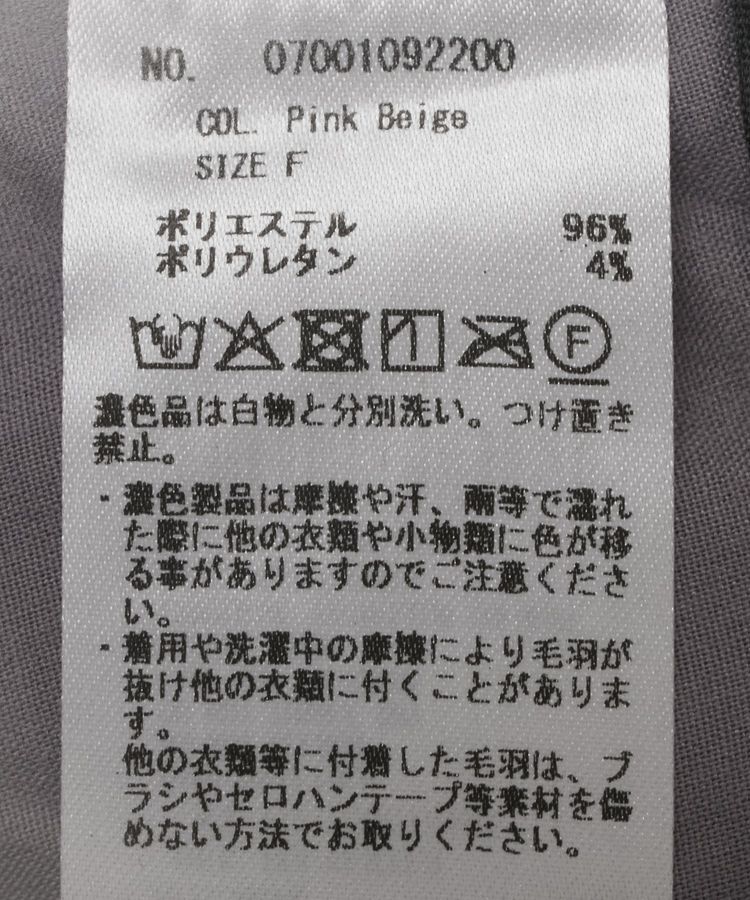 NO. 07001092200
COL. Pink Beige
SIZE F
ポリエステル 96%
ポリウレタン 4%
F
濃色品は白物と分別洗い。つけ置き
禁止。
・濃色製品は摩擦や汗、雨等で濡れ
た際に他の衣類や小物類に色が移
る事がありますのでご注意くださ
い。
・着用や洗濯中の摩擦により毛羽が
抜け他の衣類に付くことがありま
す。
他の衣類等に付着した毛羽は、ブ
ラシやセロハンテープ等素材を傷
めない方法でお取りください。